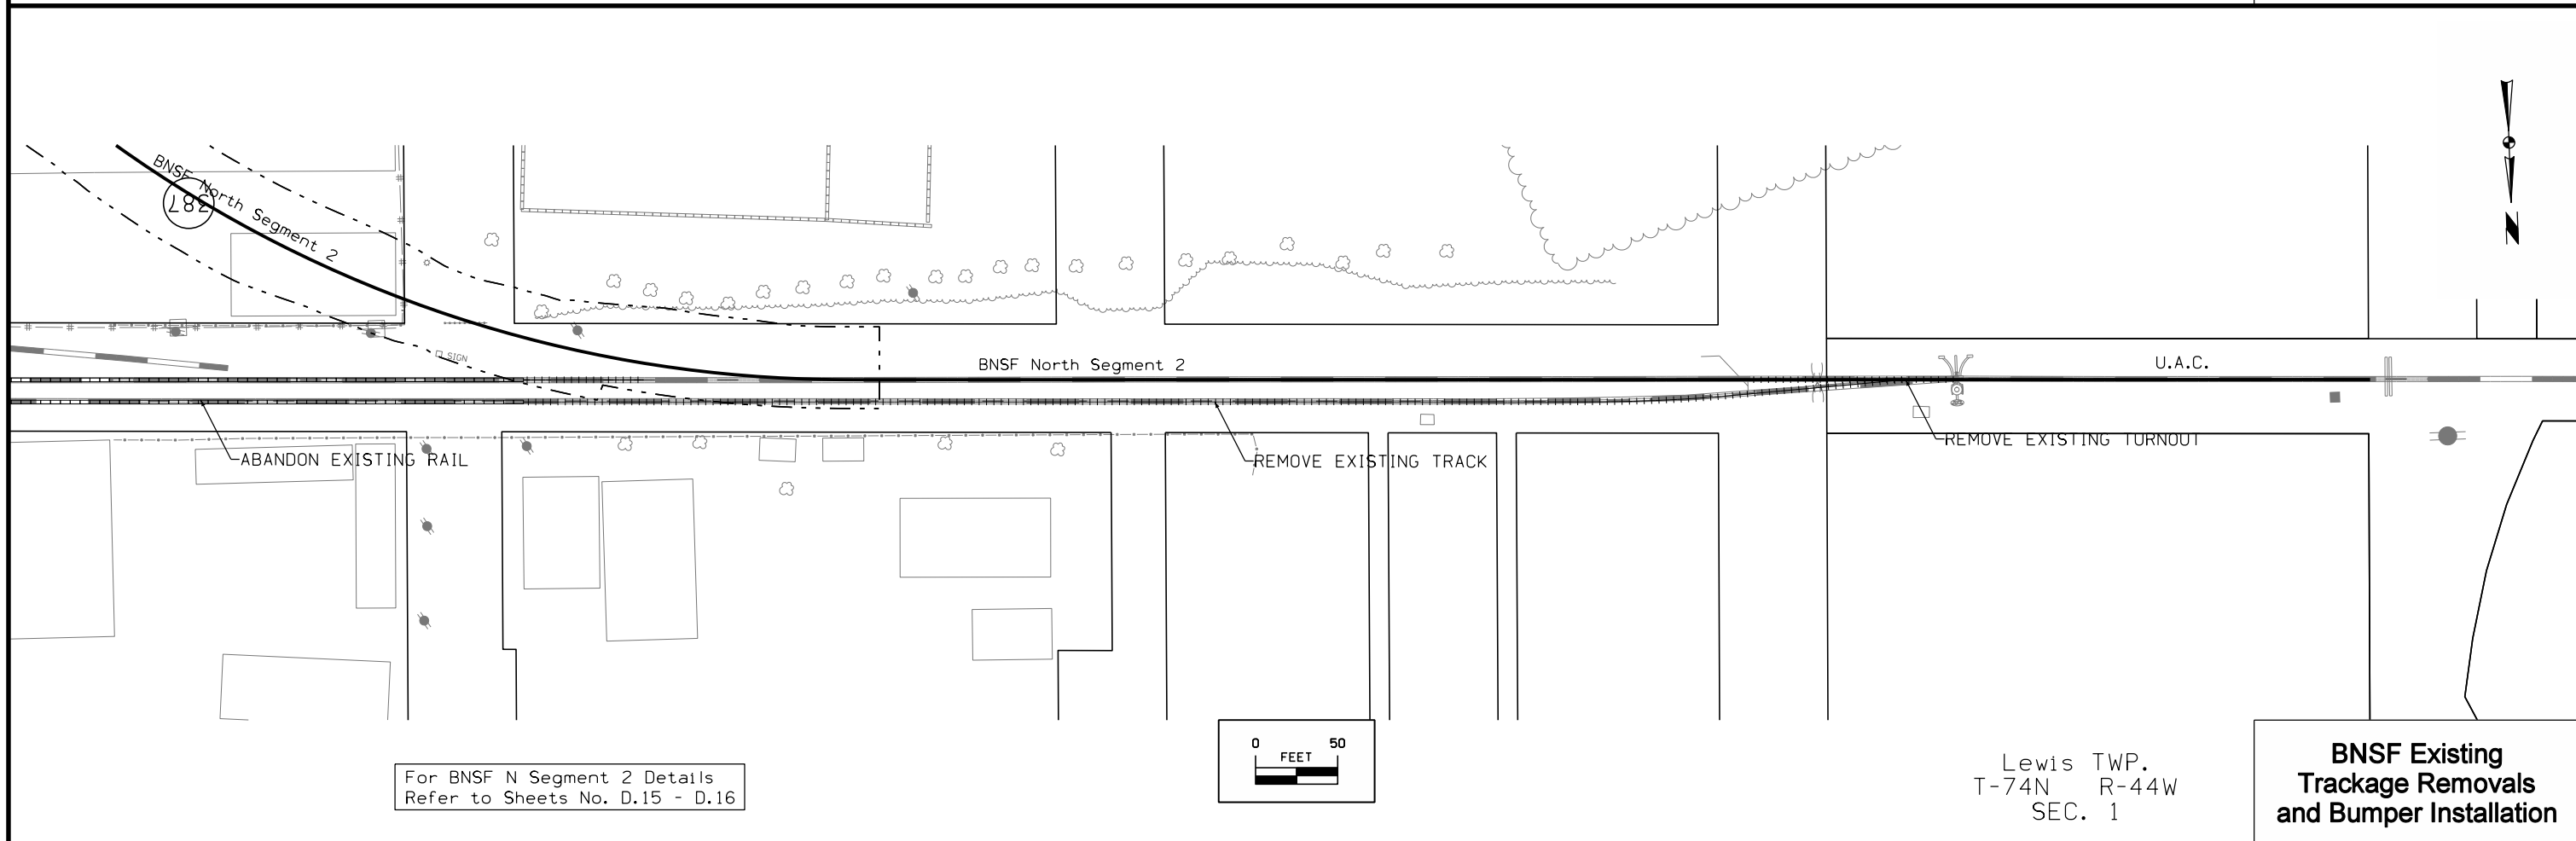 BNSF North Segment 2
387
SIGN
BNSF North Segment 2
U.A.C.
N
ABANDON EXISTING RAIL
REMOVE EXISTING TRACK
REMOVE EXISTING TURNOUT
For BNSF N Segment 2 Details
Refer to Sheets No. D.15 - D.16
0 50
FEET
Lewis TWP.
T-74N R-44W
SEC. 1
BNSF Existing
Trackage Removals
and Bumper Installation